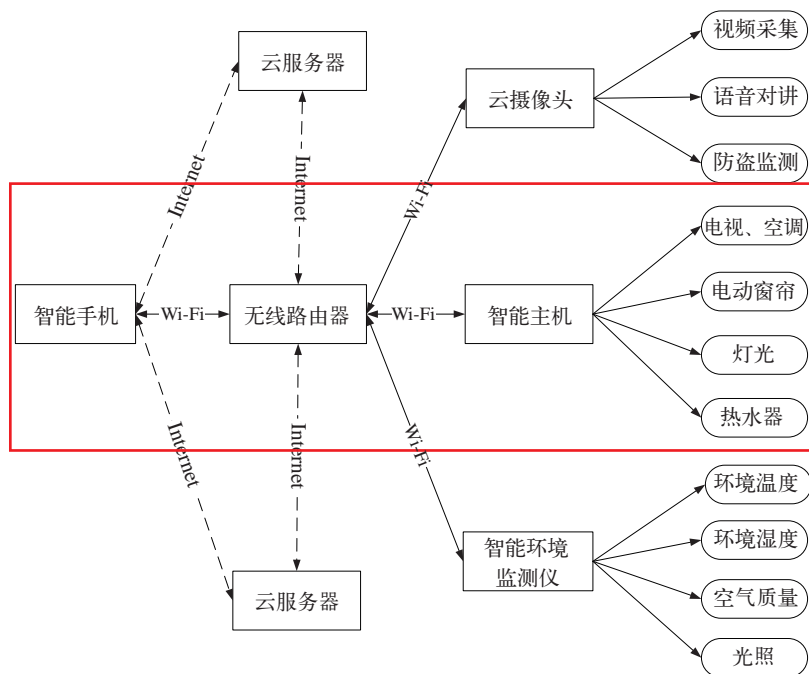 云服务器
云摄像头
视频采集
语音对讲
防盗监测
Internet
Internet
Wi-Fi
智能手机
Wi-Fi
无线路由器
Wi-Fi
智能主机
电视、空调
电动窗帘
灯光
热水器
Internet
Internet
Wi-Fi
云服务器
智能环境
监测仪
环境温度
环境湿度
空气质量
光照